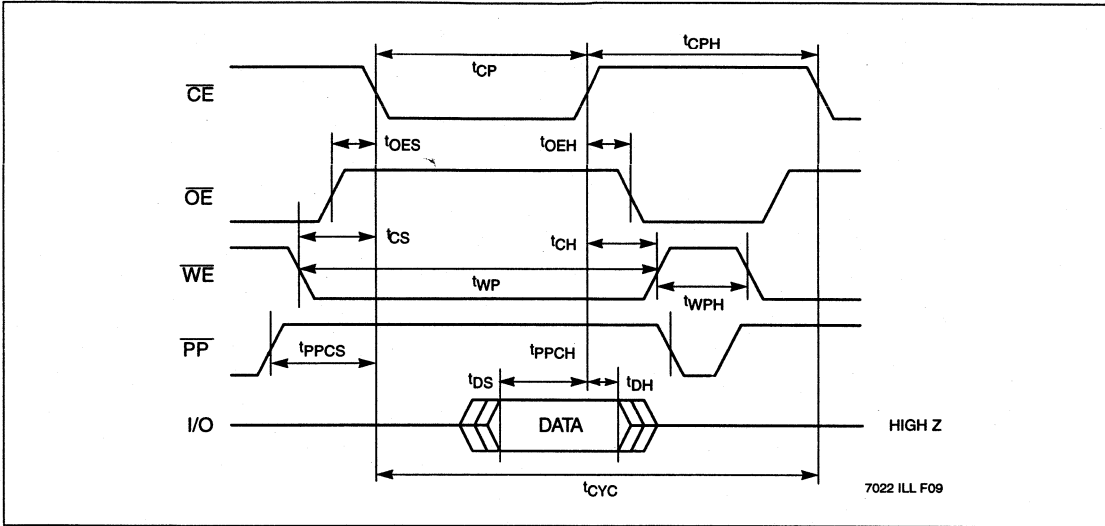 tCPH
tCP
CE
tOES tOEH
OE
tCS tCH
WE
tWP tWPH
PP
tPPCS tPPCH
tDS tDH
I/O DATA HIGH Z
tCYC
7022 ILL F09